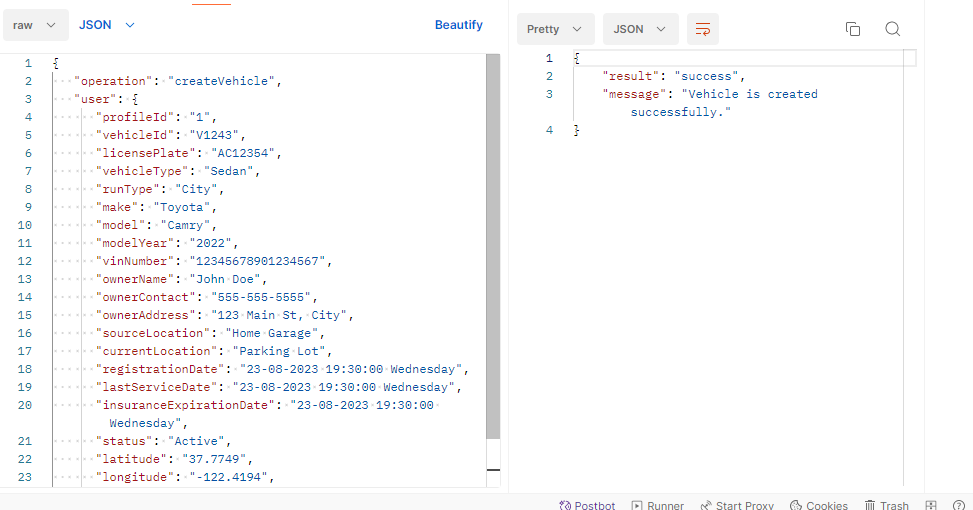 raw JSON Beautify
1 {
2 "operation": "createVehicle",
3 "user": {
4 "profileId": "1",
5 "vehicleId": "V1243",
6 "licensePlate": "AC12354",
7 "vehicleType": "Sedan",
8 "runType": "City",
9 "make": "Toyota",
10 "model": "Camry",
11 "modelYear": "2022",
12 "vinNumber": "12345678901234567",
13 "ownerName": "John Doe",
14 "ownerContact": "555-555-5555",
15 "ownerAddress": "123 Main St, City",
16 "sourceLocation": "Home Garage",
17 "currentLocation": "Parking Lot",
18 "registrationDate": "23-08-2023 19:30:00 Wednesday",
19 "lastServiceDate": "23-08-2023 19:30:00 Wednesday",
20 "insuranceExpirationDate": "23-08-2023 19:30:00
Wednesday",
21 "status": "Active",
22 "latitude": "37.7749",
23 "longitude": "-122.4194",
Pretty JSON
1 {
2 "result": "success",
3 "message": "Vehicle is created
successfully."
4 }
Postbot Runner Start Proxy Cookies Trash